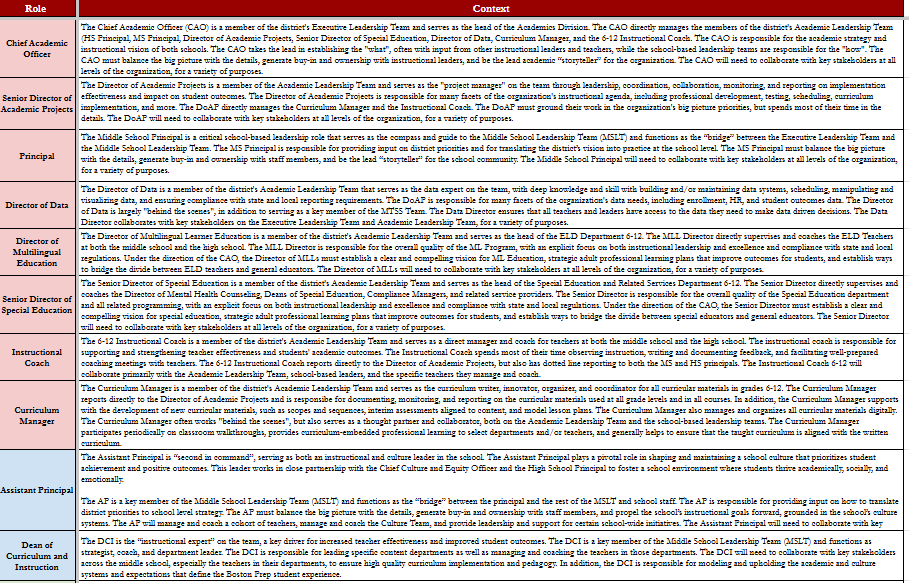 Role
Context
Chief Academic
Officer
The Chief Academic Officer (CAO) is a member of the district's Executive Leadership Team and serves as the head of the Academics Division. The CAO directly manages the members of the district's Academic Leadership Team
(HS Principal, MS Principal, Director of Academic Projects, Senior Director of Special Education, Director of Data, Curriculum Manager, and the 6-12 Instructional Coach. The CAO is responsible for the academic strategy and
instructional vision of both schools. The CAO takes the lead in establishing the "what", often with input from other instructional leaders and teachers, while the school-based leadership teams are responsible for the "how". The
CAO must balance the big picture with the details, generate buy-in and ownership with instructional leaders, and be the lead academic “storyteller” for the organization. The CAO will need to collaborate with key stakeholders at all
levels of the organization, for a variety of purposes.
Senior Director of
Academic Projects
The Director of Academic Projects is a member of the Academic Leadership Team and serves as the "project manager" on the team through leadership, coordination, collaboration, monitoring, and reporting on implementation
effectiveness and impact on student outcomes. The Director of Academic Projects is responsible for many facets of the organization's instructional agenda, including professional development, testing, scheduling, curriculum
implementation, and more. The DoAP directly manages the Curriculum Manager and the Instructional Coach. The DoAP must ground their work in the organization's big picture priorities, but spends most of their time in the
details. The DoAP will need to collaborate with key stakeholders at all levels of the organization, for a variety of purposes.
Principal
The Middle School Principal is a critical school-based leadership role that serves as the compass and guide to the Middle School Leadership Team (MSLT) and functions as the “bridge” between the Executive Leadership Team and
the Middle School Leadership Team. The MS Principal is responsible for providing input on district priorities and for translating the district's vision into practice at the school level. The MS Principal must balance the big picture
with the details, generate buy-in and ownership with staff members, and be the lead “storyteller” for the school community. The Middle School Principal will need to collaborate with key stakeholders at all levels of the organization,
for a variety of purposes.
Director of Data
The Director of Data is a member of the district's Academic Leadership Team that serves as the data expert on the team, with deep knowledge and skill with building and/or maintaining data systems, scheduling, manipulating and
visualizing data, and ensuring compliance with state and local reporting requirements. The DoAP is responsible for many facets of the organization's data needs, including enrollment, HR, and student outcomes data. The Director
of Data is largely "behind the scenes", in addition to serving as a key member of the MTSS Team. The Data Director ensures that all teachers and leaders have access to the data they need to make data driven decisions. The Data
Director collaborates with key stakeholders on the Executive Leadership Team and Academic Leadership Team, for a variety of purposes.
Director of
Multilingual
Education
The Director of Multilingual Learner Education is a member of the district's Academic Leadership Team and serves as the head of the ELD Department 6-12. The MLL Director directly supervises and coaches the ELD Teachers
at both the middle school and the high school. The MLL Director is responsible for the overall quality of the ML Program, with an explicit focus on both instructional leadership and excellence and compliance with state and local
regulations. Under the direction of the CAO, the Director of MLLs must establish a clear and compelling vision for ML Education, strategic adult professional learning plans that improve outcomes for students, and establish ways
to bridge the divide between ELD teachers and general educators. The Director of MLLs will need to collaborate with key stakeholders at all levels of the organization, for a variety of purposes.
Senior Director of
Special Education
The Senior Director of Special Education is a member of the district's Academic Leadership Team and serves as the head of the Special Education and Related Services Department 6-12. The Senior Director directly supervises and
coaches the Director of Mental Health Counseling, Deans of Special Education, Compliance Managers, and related service providers. The Senior Director is responsible for the overall quality of the Special Education department
and all related programming, with an explicit focus on both instructional leadership and excellence and compliance with state and local regulations. Under the direction of the CAO, the Senior Director must establish a clear and
compelling vision for special education, strategic adult professional learning plans that improve outcomes for students, and establish ways to bridge the divide between special educators and general educators. The Senior Director
will need to collaborate with key stakeholders at all levels of the organization, for a variety of purposes.
Instructional
Coach
The 6-12 Instructional Coach is a member of the district's Academic Leadership Team and serves as a direct manager and coach for teachers at both the middle school and the high school. The instructional coach is responsible for
supporting and strengthening teacher effectiveness and students' academic outcomes. The Instructional Coach spends most of their time observing instruction, writing and documenting feedback, and facilitating well-prepared
coaching meetings with teachers. The 6-12 Instructional Coach reports directly to the Director of Academic Projects, but also has dotted line reporting to both the MS and HS principals. The Instructional Coach 6-12 will
collaborate primarily with the Academic Leadership Team, school-based leaders, and the specific teachers they manage and coach.
Curriculum
Manager
The Curriculum Manager is a member of the district's Academic Leadership Team and serves as the curriculum writer, innovator, organizer, and coordinator for all curricular materials in grades 6-12. The Curriculum Manager
reports directly to the Director of Academic Projects and is responsibe for documenting, monitoring, and reporting on the curricular materials used at all grade levels and in all courses. In addition, the Curriculum Manager supports
with the development of new curricular materials, such as scopes and sequences, interim assessments aligned to content, and model lesson plans. The Curriculum Manager also manages and organizes all curricular materials digitally.
The Curriculum Manager often works "behind the scenes", but also serves as a thought partner and collaborator, both on the Academic Leadership Team and the school-based leadership teams. The Curriculum Manager
participates periodically on classroom walkthroughs, provides curriculum-embedded professional learning to select departments and/or teachers, and generally helps to ensure that the taught curriculum is aligned with the written
curriculum.
Assistant Principal
The Assistant Principal is “second in command”, serving as both an instructional and culture leader in the school. The Assistant Principal plays a pivotal role in shaping and maintaining a school culture that prioritizes student
achievement and positive outcomes. This leader works in close partnership with the Chief Culture and Equity Officer and the High School Principal to foster a school environment where students thrive academically, socially, and
emotionally.
The AP is a key member of the Middle School Leadership Team (MSLT) and functions as the “bridge” between the principal and the rest of the MSLT and school staff. The AP is responsible for providing input on how to translate
district priorities to school level strategy. The AP must balance the big picture with the details, generate buy-in and ownership with staff members, and propel the school's instructional goals forward, grounded in the school's culture
systems. The AP will manage and coach a cohort of teachers, manage and coach the Culture Team, and provide leadership and support for certain school-wide initiatives. The Assistant Principal will need to collaborate with key
Dean of
Curriculum and
Instruction
The DCI is the “instructional expert” on the team, a key driver for increased teacher effectiveness and improved student outcomes. The DCI is a key member of the Middle School Leadership Team (MSLT) and functions as
strategist, coach, and department leader. The DCI is responsible for leading specific content departments as well as managing and coaching the teachers in those departments. The DCI will need to collaborate with key stakeholders
across the middle school, especially the teachers in their departments, to ensure high quality curriculum implementation and pedagogy. In addition, the DCI is responsible for modeling and upholding the academic and culture
systems and expectations that define the Boston Prep student experience.